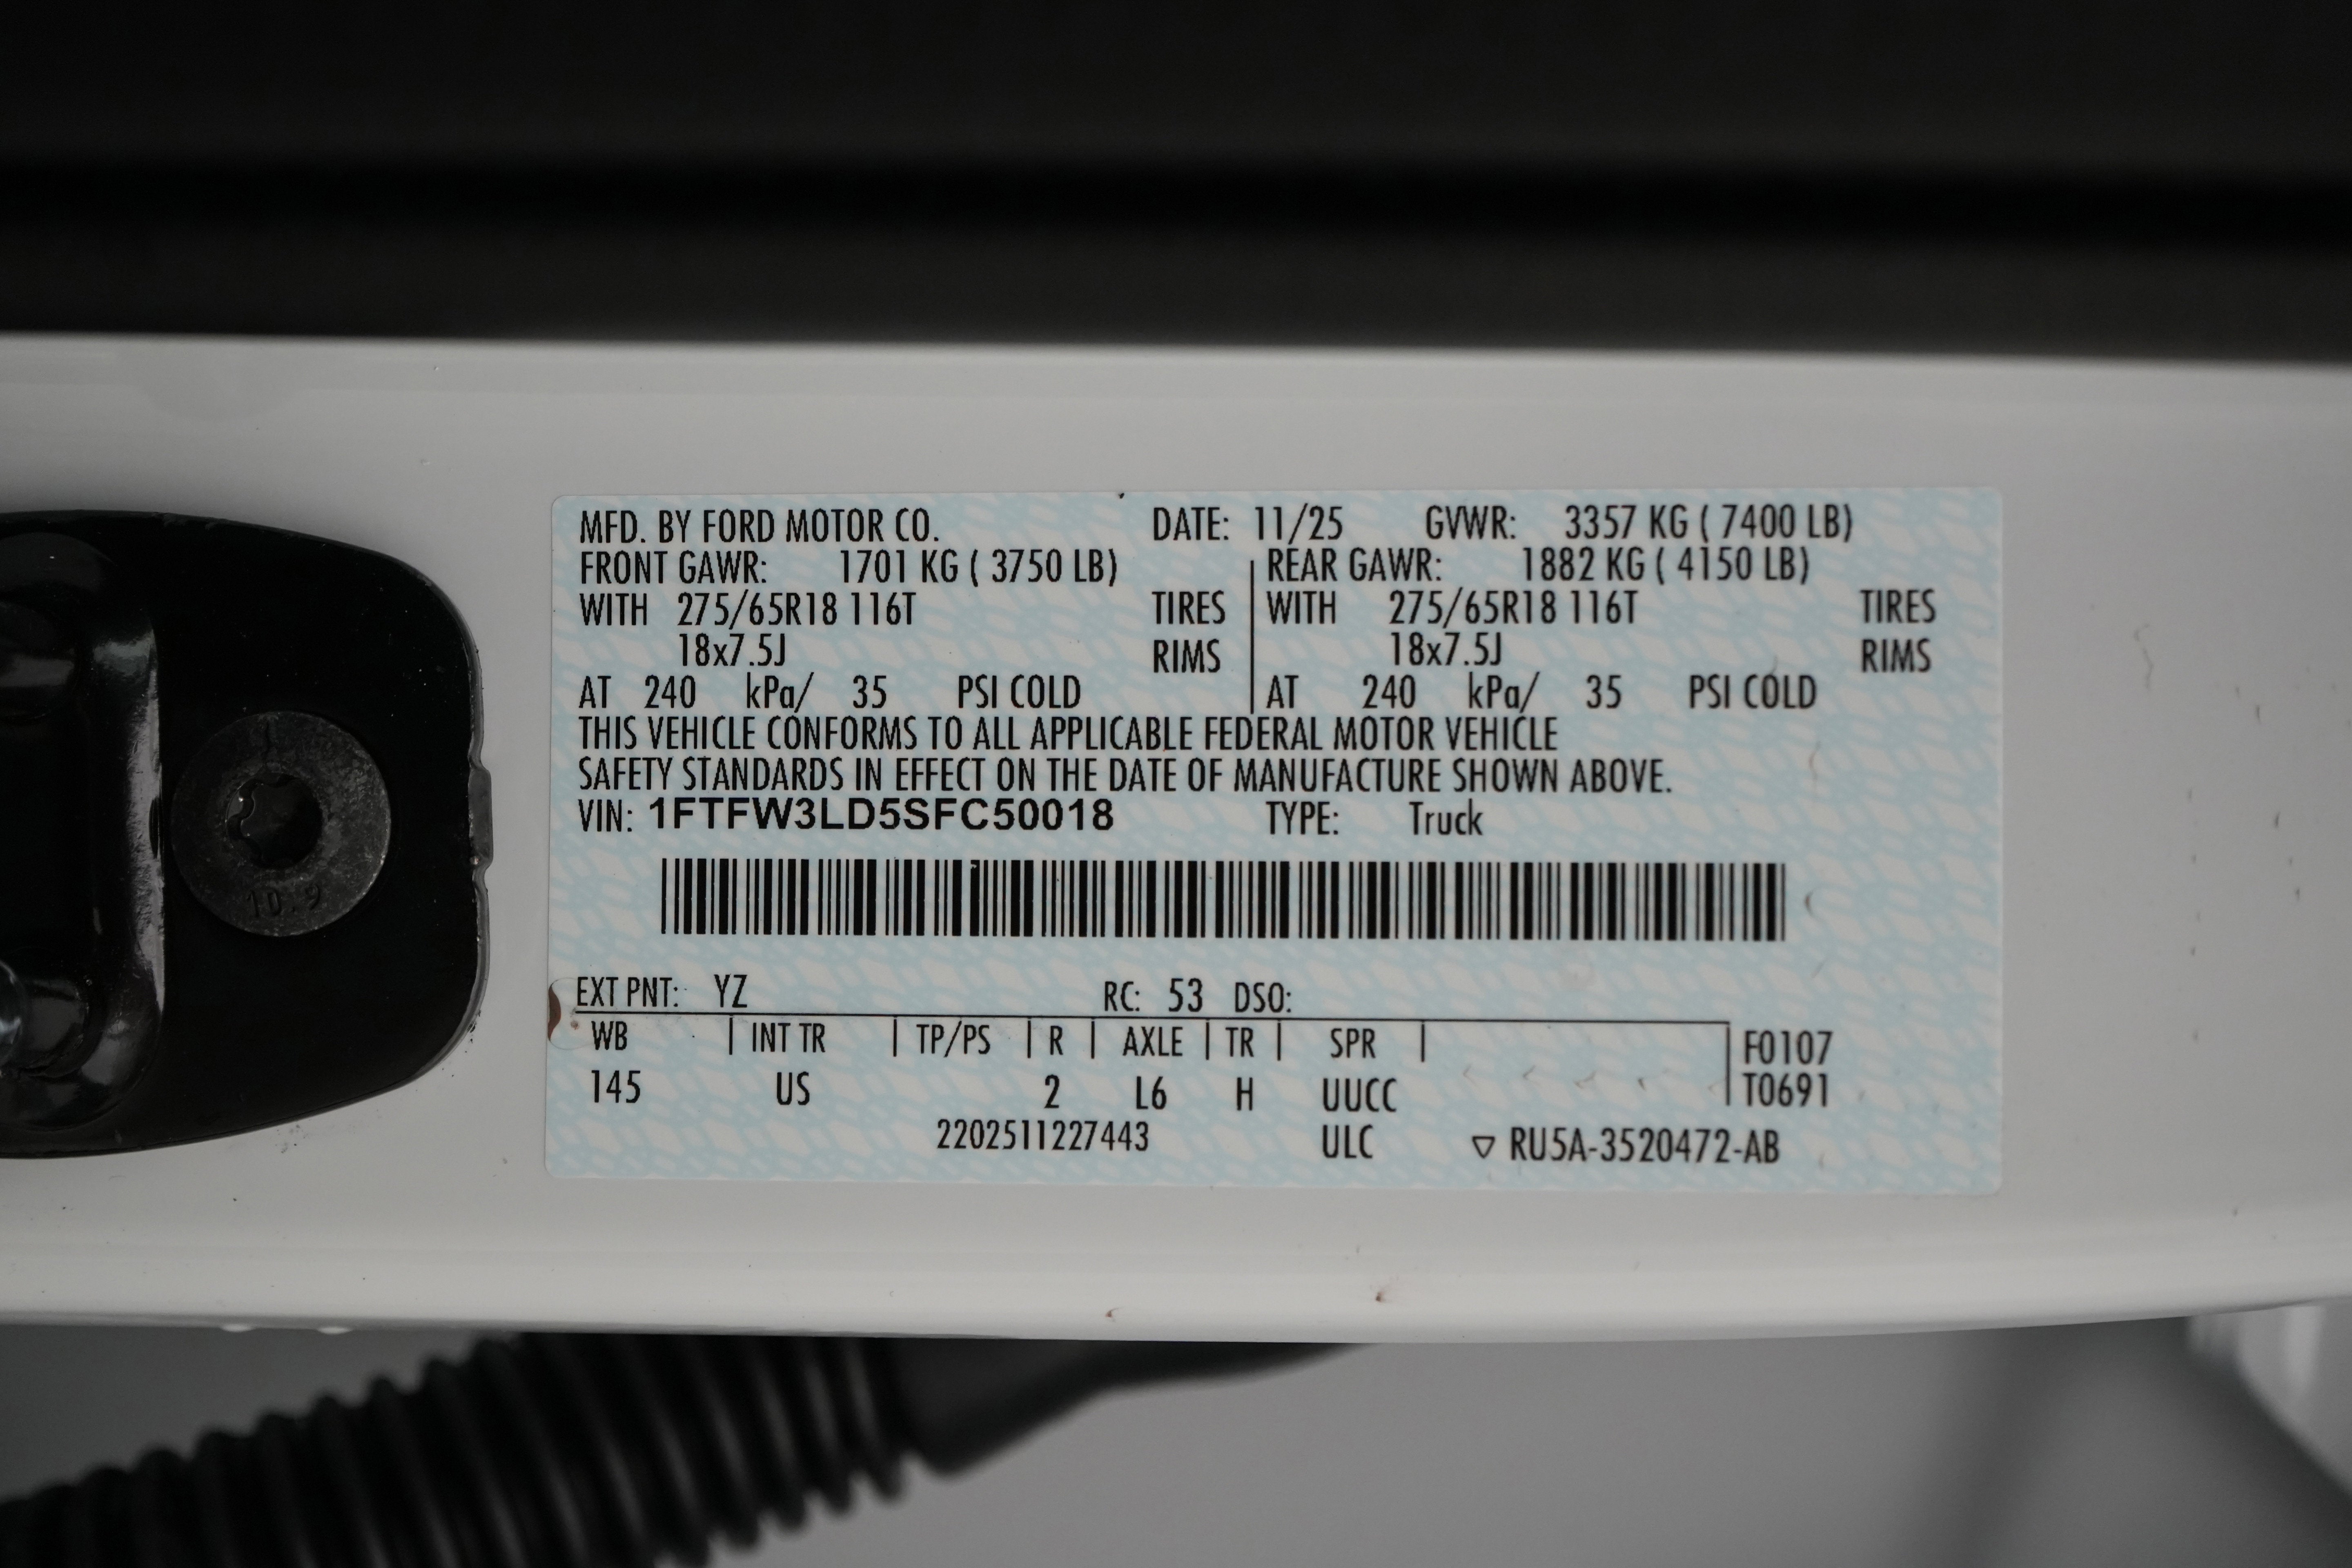 MFD. BY FORD MOTOR CO. DATE: 11/25 GVWR: 3357 KG ( 7400 LB)
FRONT GAWR: 1701 KG ( 3750 LB) REAR GAWR: 1882 KG ( 4150 LB)
WITH 275/65R18 116T TIRES WITH 275/65R18 116T TIRES
18x7.5J RIMS 18x7.5J RIMS
AT 240 kPa/ 35 PSI COLD AT 240 kPa/ 35 PSI COLD
THIS VEHICLE CONFORMS TO ALL APPLICABLE FEDERAL MOTOR VEHICLE
SAFETY STANDARDS IN EFFECT ON THE DATE OF MANUFACTURE SHOWN ABOVE.
VIN: 1FTFW3LD5SFC50018 TYPE: Truck
10.9
EXT PNT: YZ RC: 53 DSO:
WB INT TR TP/PS R AXLE TR SPR F0107
145 US 2 L6 H UUCC T0691
2202511227443 ULC ▽ RU5A-3520472-AB